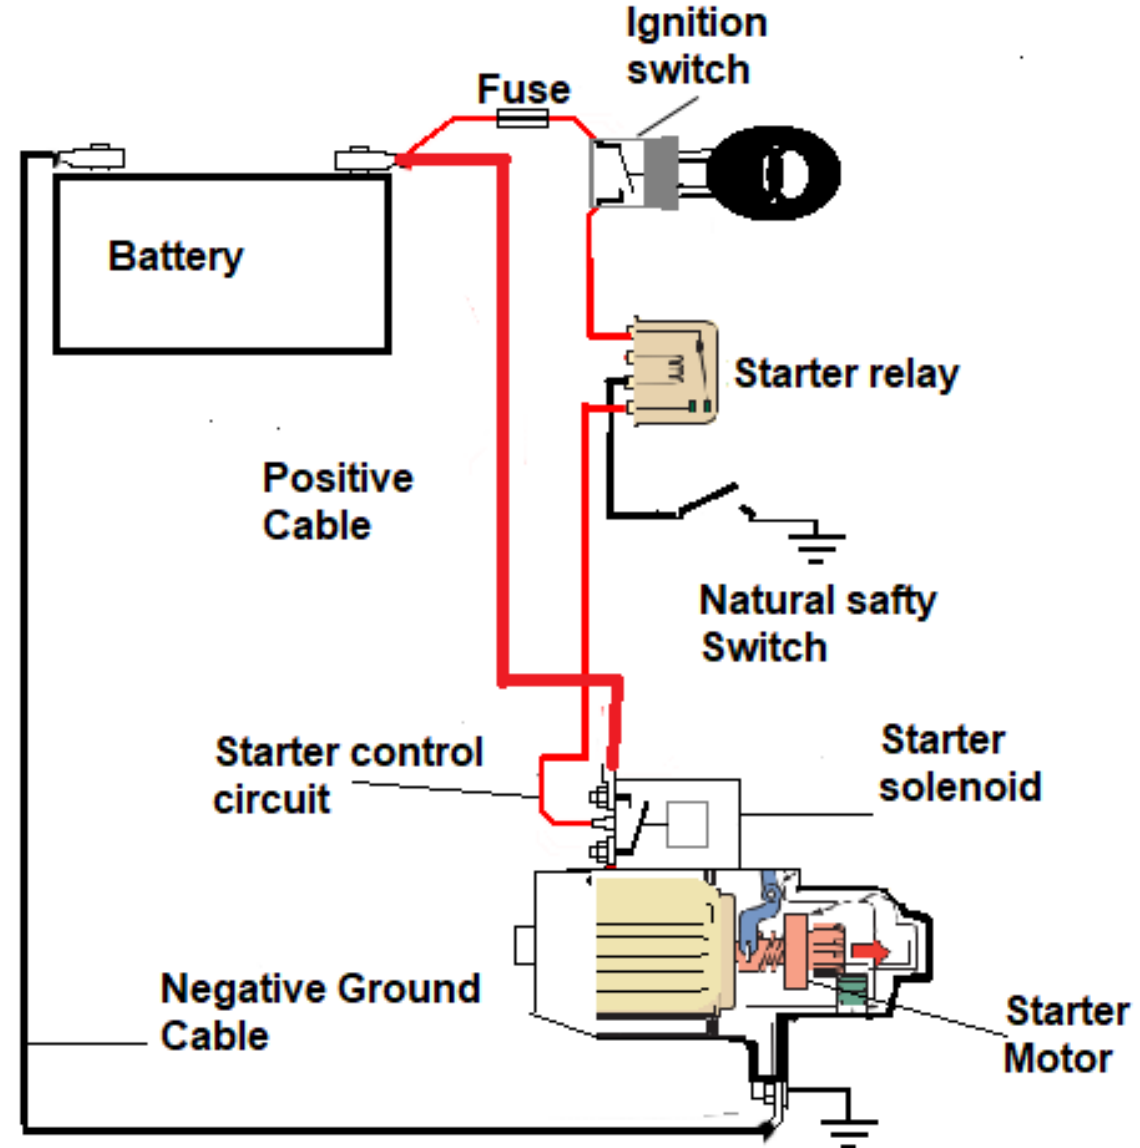 Ignition
switch
Fuse
Battery
Starter relay
Positive
Cable
Natural safty
Switch
Starter control
circuit
Starter
solenoid
Negative Ground
Cable
Starter
Motor